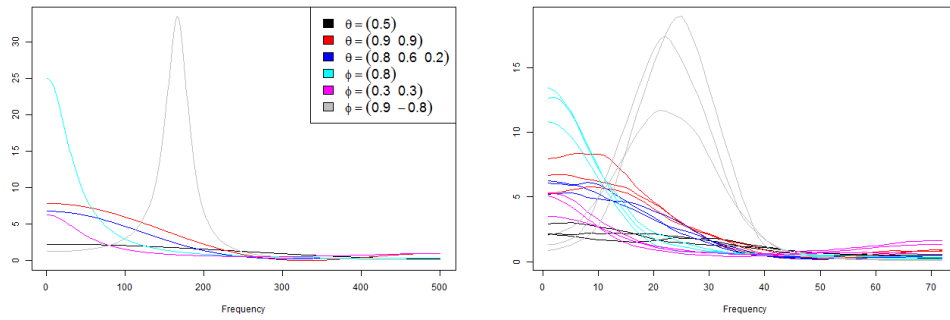 θ = (0.5)
θ = (0.9 0.9)
θ = (0.8 0.6 0.2)
ϕ = (0.8)
ϕ = (0.3 0.3)
ϕ = (0.9 −0.8)
0 5 10 15 20 25 30
0 100 200 300 400 500
Frequency
0 5 10 15
0 10 20 30 40 50 60 70
Frequency